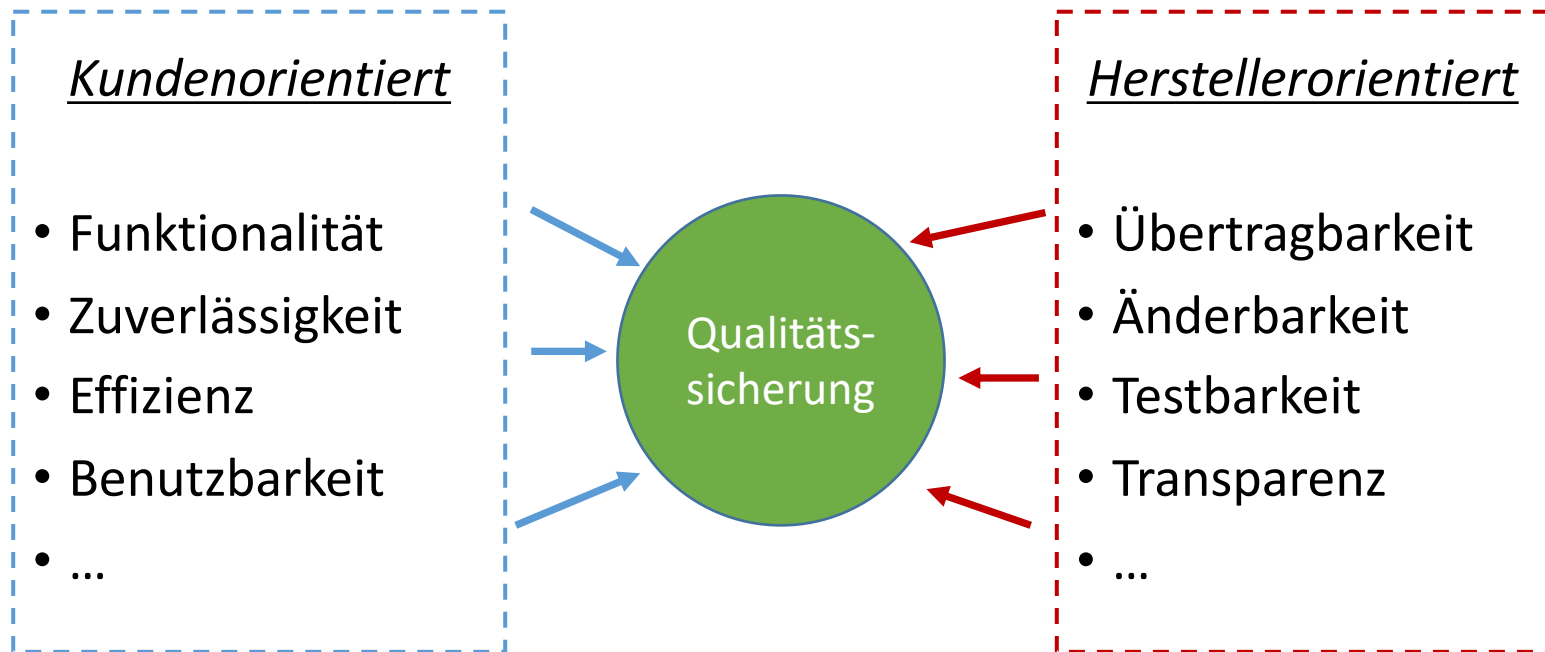 Kundenorientiert
• Funktionalität
• Zuverlässigkeit
• Effizienz
• Benutzbarkeit
• ...
Qualitäts-
sicherung
Herstellerorientiert
• Übertragbarkeit
• Änderbarkeit
• Testbarkeit
• Transparenz
• ...